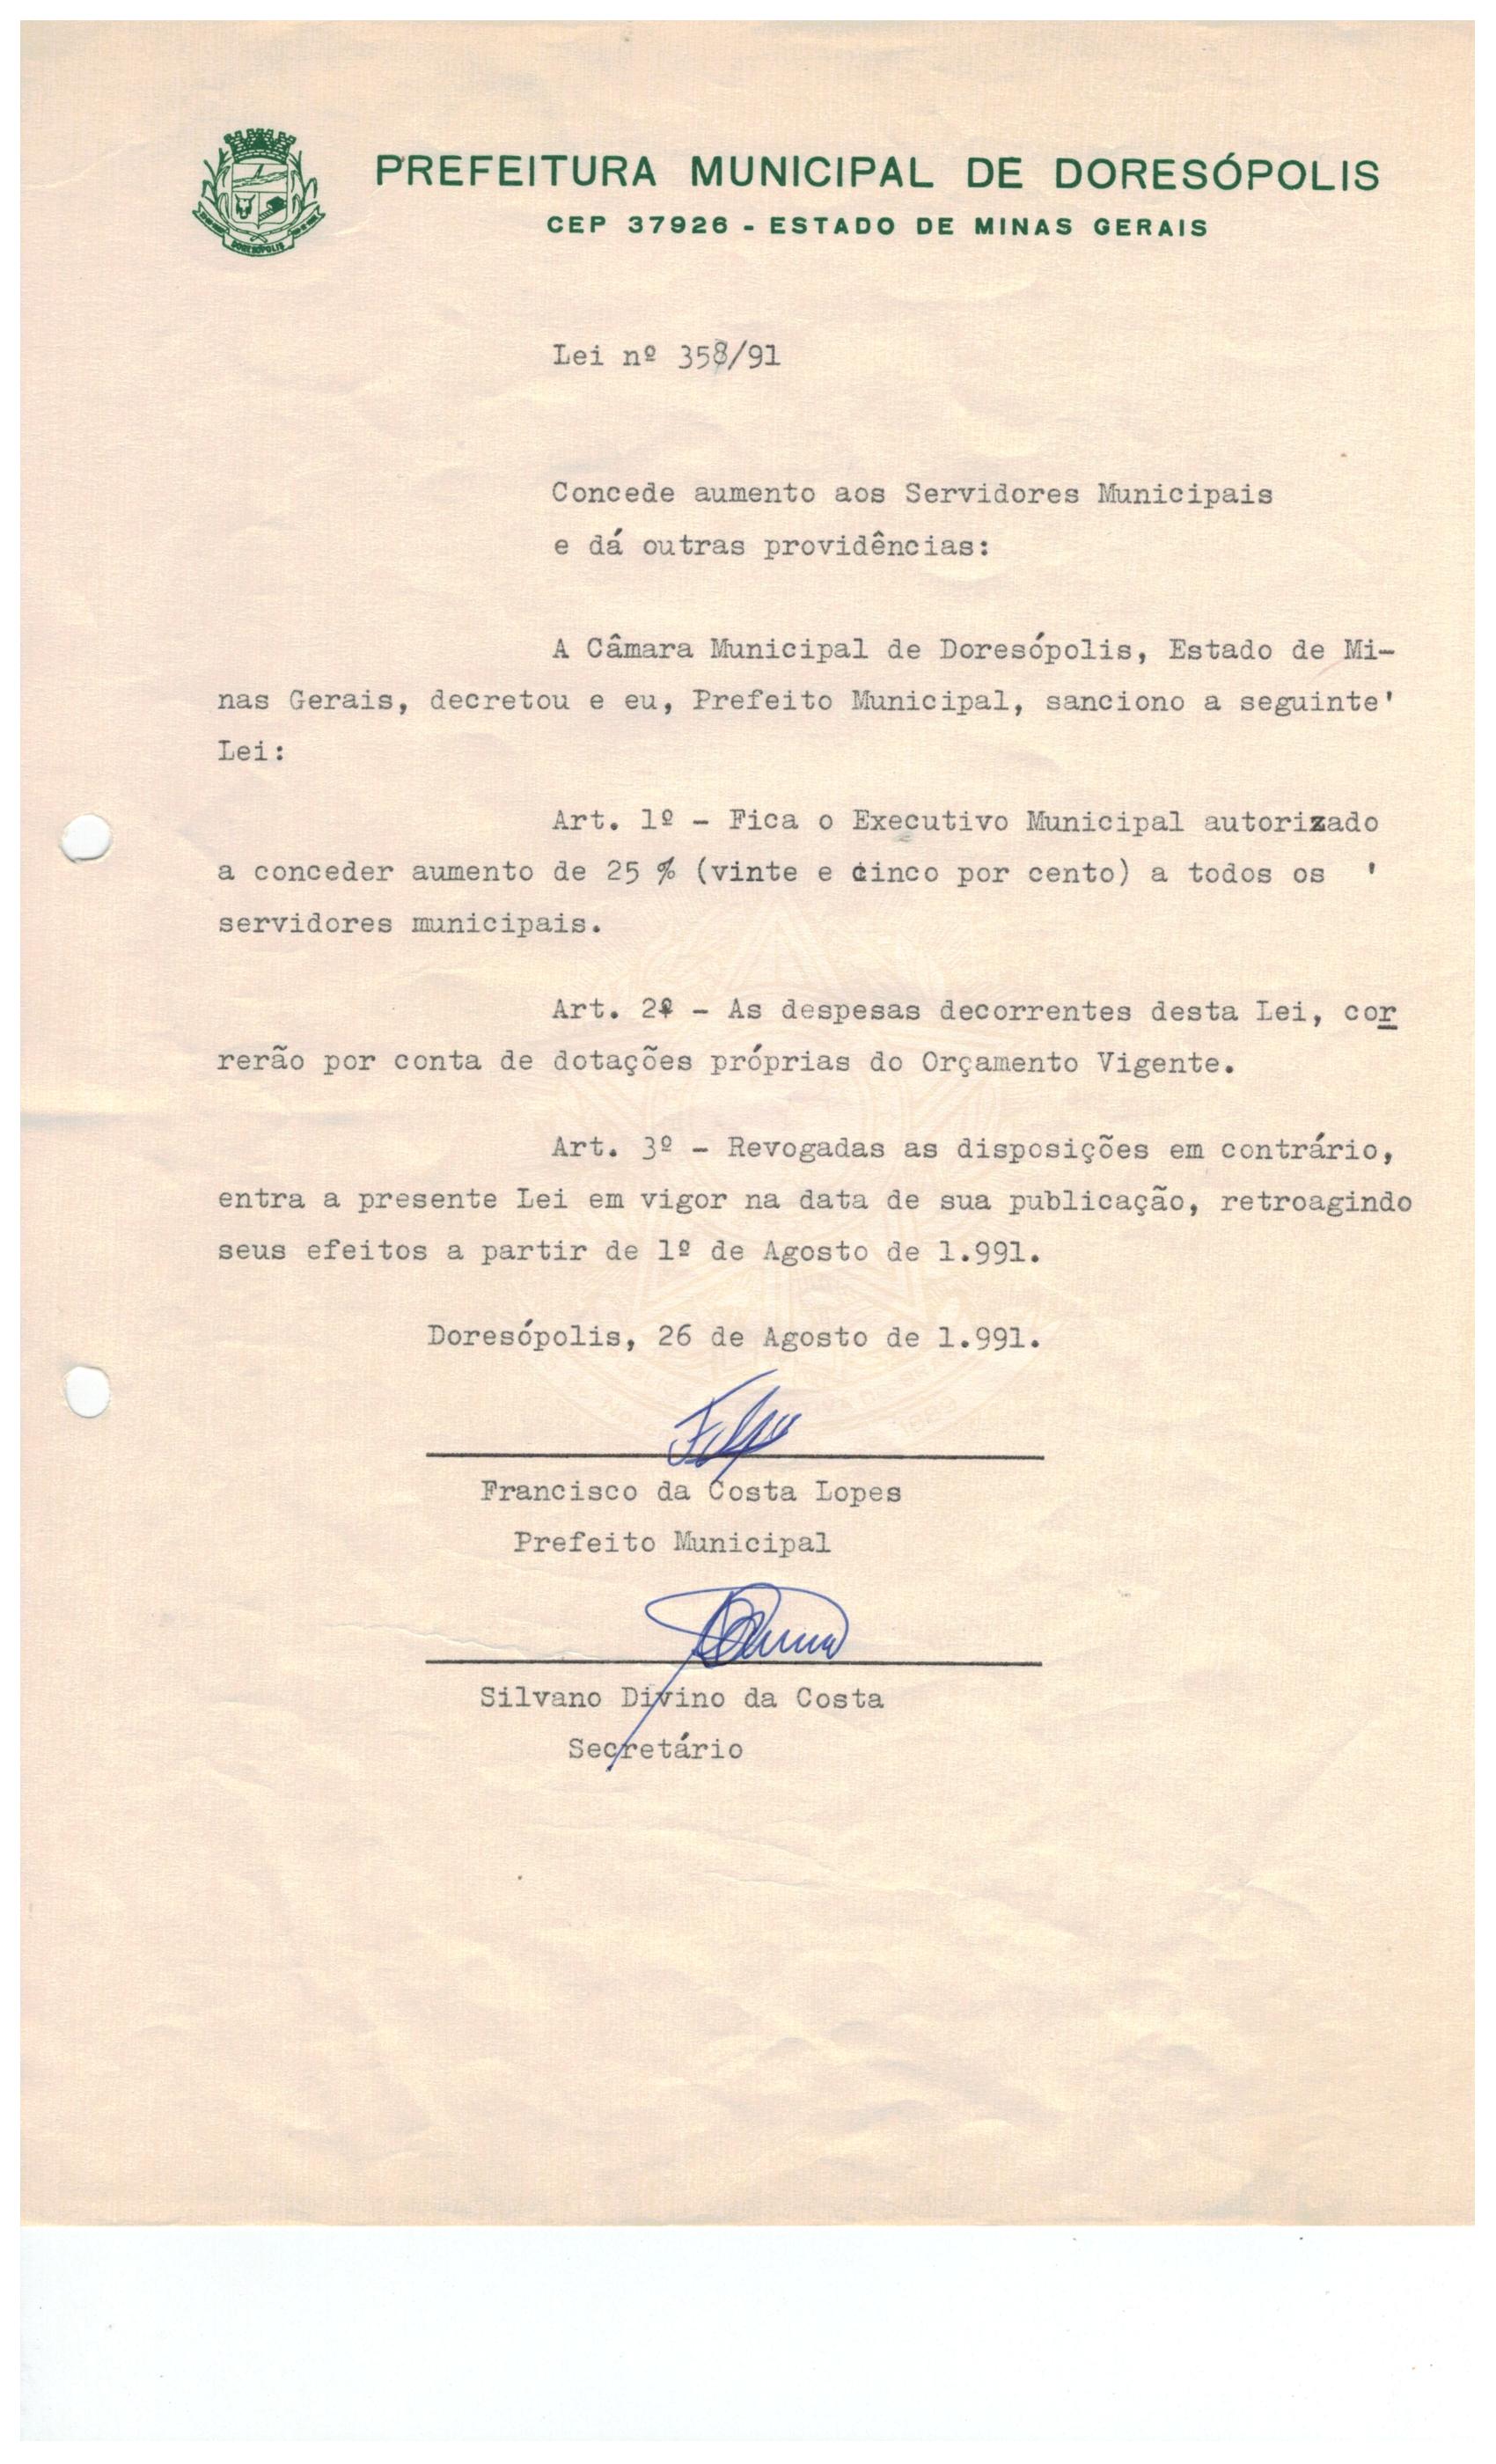 PREFEITURA MUNICIPAL DE DORESÓPOLIS
CEP 37926 - ESTADO DE MINAS GERAIS
DORESÓPOLIS
Lei nº 358/91
Concede aumento aos Servidores Municipais
e dá outras providências:
A Câmara Municipal de Doresópolis, Estado de Mi-
nas Gerais, decretou e eu, Prefeito Municipal, sanciono a seguinte'
Lei:
Art. 1º - Fica o Executivo Municipal autorizado
a conceder aumento de 25 % (vinte e cinco por cento) a todos os '
servidores municipais.
Art. 2º - As despesas decorrentes desta Lei, cor
rerão por conta de dotações próprias do Orçamento Vigente.
Art. 3º - Revogadas as disposições em contrário,
entra a presente Lei em vigor na data de sua publicação, retroagindo
seus efeitos a partir de 1º de Agosto de 1.991.
Doresópolis, 26 de Agosto de 1.991.
Francisco da Costa Lopes
Prefeito Municipal
Silvano Divino da Costa
Secretário